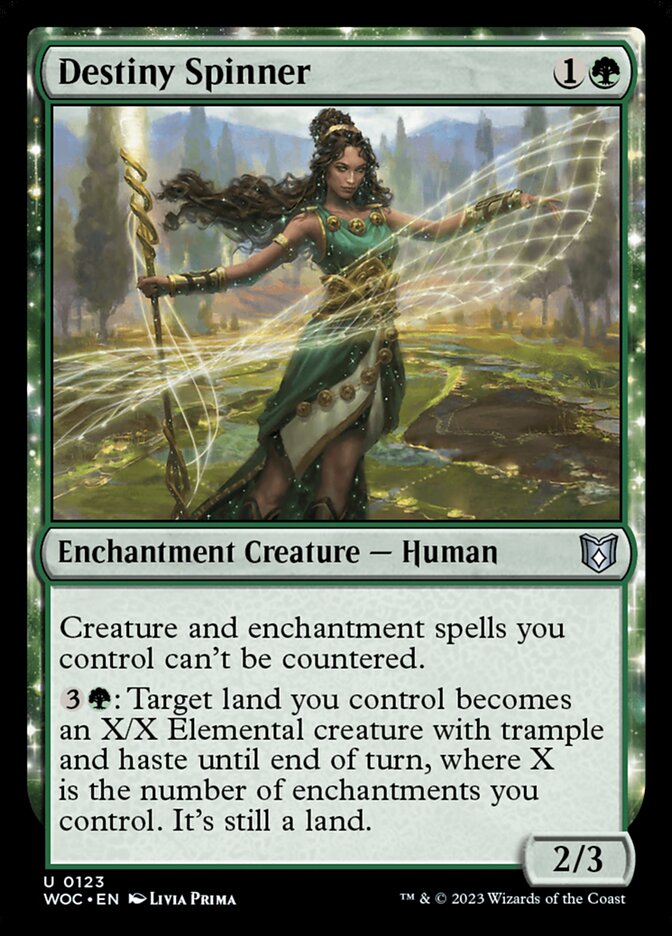 Destiny Spinner 1
Enchantment Creature — Human
Creature and enchantment spells you
control can't be countered.
3: Target land you control becomes
an X/X Elemental creature with trample
and haste until end of turn, where X
is the number of enchantments you
control. It's still a land.
2/3
U 0123
WOC • EN Livia Prima
™ & © 2023 Wizards of the Coast